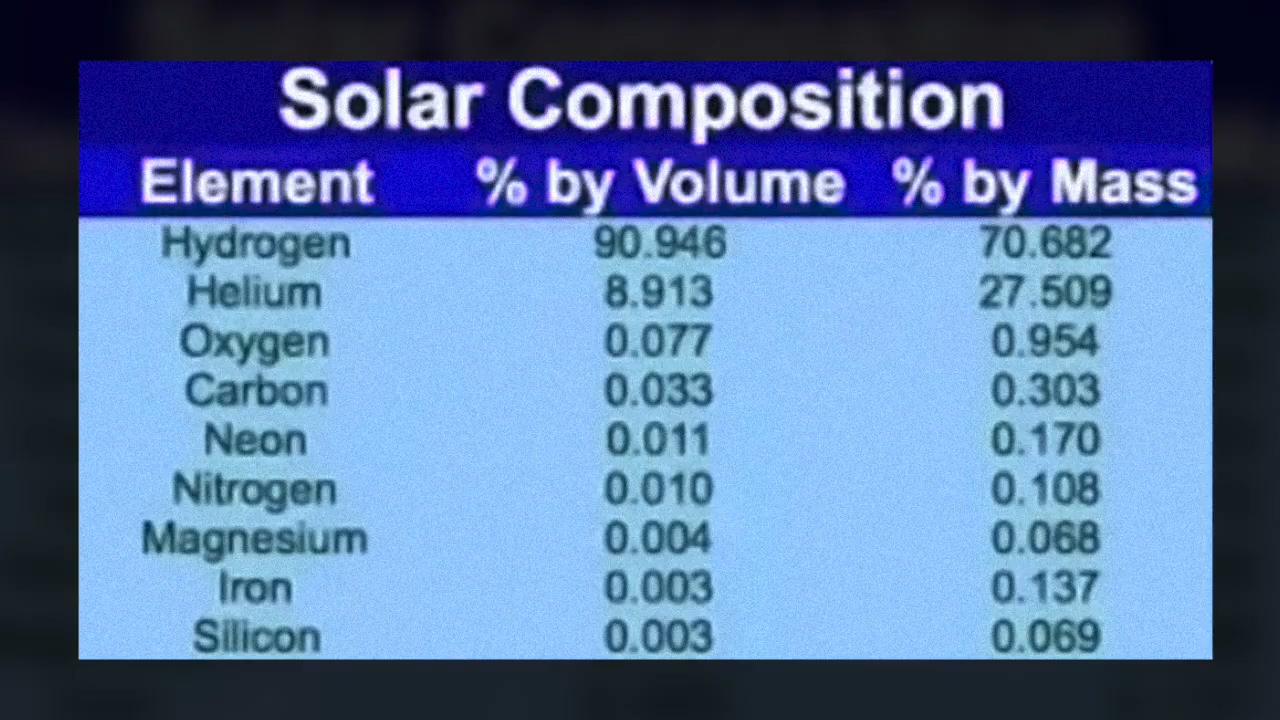 Solar Composition
Element % by Volume % by Mass
Hydrogen 90.946 70.682
Helium 8.913 27.509
Oxygen 0.077 0.954
Carbon 0.033 0.303
Neon 0.011 0.170
Nitrogen 0.010 0.108
Magnesium 0.004 0.068
Iron 0.003 0.137
Silicon 0.003 0.069